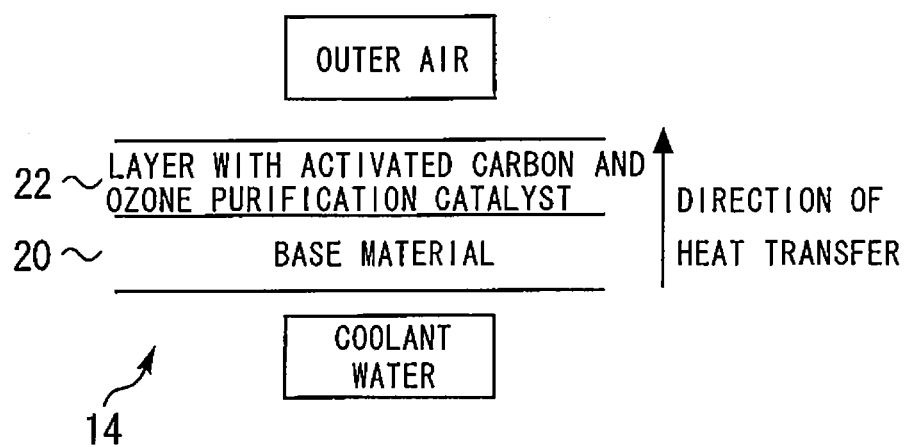 OUTER AIR
22
LAYER WITH ACTIVATED CARBON AND
OZONE PURIFICATION CATALYST
DIRECTION OF
HEAT TRANSFER
20
BASE MATERIAL
COOLANT
WATER
14